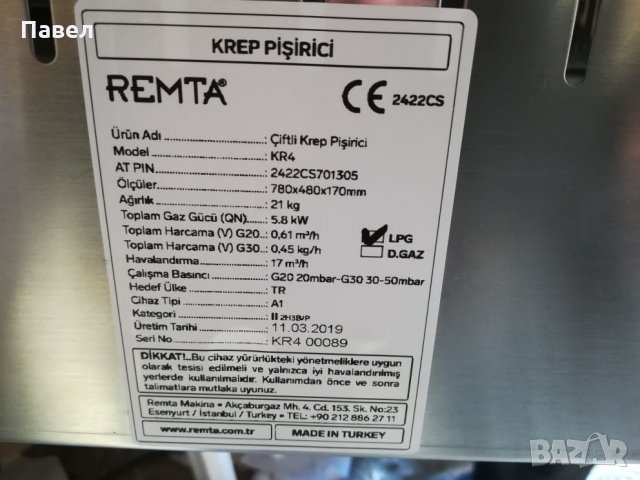 Павел
KREP PİŞİRİCİ
REMTA®
CE 2422CS
Ürün Adı ..................: Çiftli Krep Pişirici
Model ..................: KR4
AT PIN ..................: 2422CS701305
Ölçüler ..................: 780x480x170mm
Ağırlık ..................: 21 kg
Toplam Gaz Gücü (QN) .....: 5.8 kW
Toplam Harcama (V) G20..: 0,61 m³/h
Toplam Harcama (V) G30..: 0,45 kg/h
LPG
D.GAZ
Havalandırma ..................: 17 m³/h
Çalışma Basıncı ..................: G20 20mbar-G30 30-50mbar
Hedef Ülke ..................: TR
Cihaz Tipi ..................: A1
Kategori ..................: II 2H3B/P
Üretim Tarihi ..................: 11.03.2019
Seri No ..................: KR4 00089
DİKKAT!..Bu cihaz yürürlükteki yönetmeliklere uygun
olarak tesisi edilmeli ve yalnızca iyi havalandırılmış
yerlerde kullanılmalıdır. Kullanımdan önce ve sonra
talimatlara mutlaka uyunuz.
Remta Makina • Akçaburgaz Mh. 4. Cd. 153. Sk. No:23
Esenyurt / İstanbul / Turkey • TEL: +90 212 886 27 11
www.remta.com.tr
MADE IN TURKEY
BAZAR